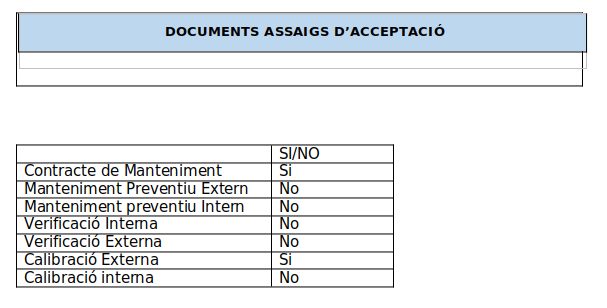 DOCUMENTS ASSAIGS D’ACCEPTACIÓ
SI/NO
Contracte de Manteniment Si
Manteniment Preventiu Extern No
Manteniment preventiu Intern No
Verificació Interna No
Verificació Externa No
Calibració Externa Si
Calibració interna No